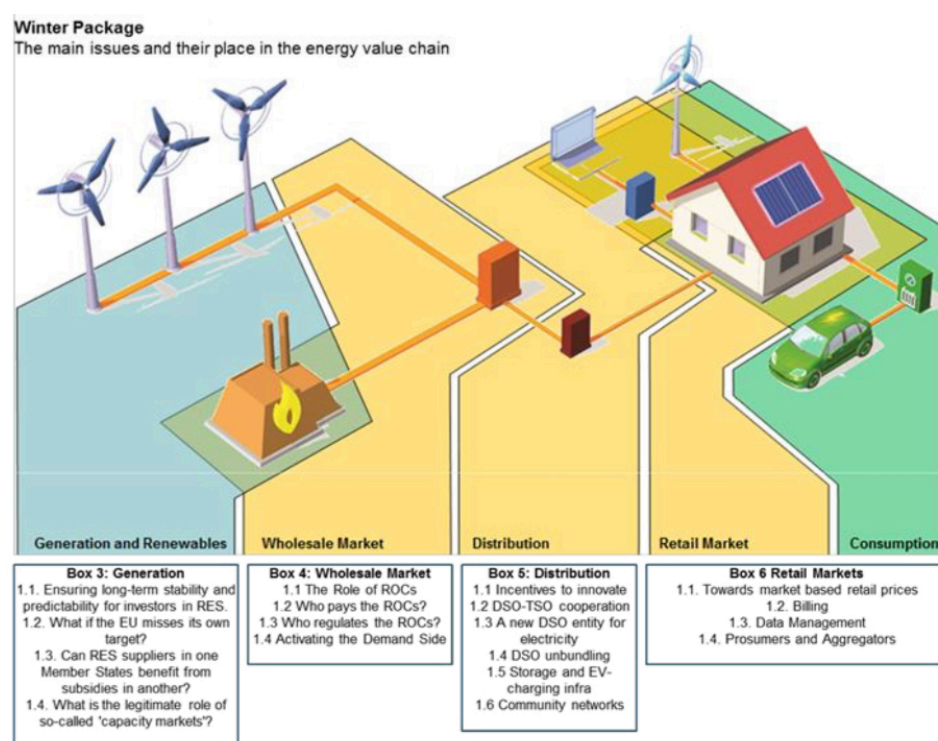 Winter Package
The main issues and their place in the energy value chain
Generation and Renewables
Wholesale Market
Distribution
Retail Market
Consumption
Box 3: Generation
1.1. Ensuring long-term stability and
predictability for investors in RES.
1.2. What if the EU misses its own
target?
1.3. Can RES suppliers in one
Member States benefit from
subsidies in another?
1.4. What is the legitimate role of
so-called 'capacity markets'?
Box 4: Wholesale Market
1.1 The Role of ROCs
1.2 Who pays the ROCs?
1.3 Who regulates the ROCs?
1.4 Activating the Demand Side
Box 5: Distribution
1.1 Incentives to innovate
1.2 DSO-TSO cooperation
1.3 A new DSO entity for
electricity
1.4 DSO unbundling
1.5 Storage and EV-
charging infra
1.6 Community networks
Box 6 Retail Markets
1.1. Towards market based retail prices
1.2. Billing
1.3. Data Management
1.4. Prosumers and Aggregators